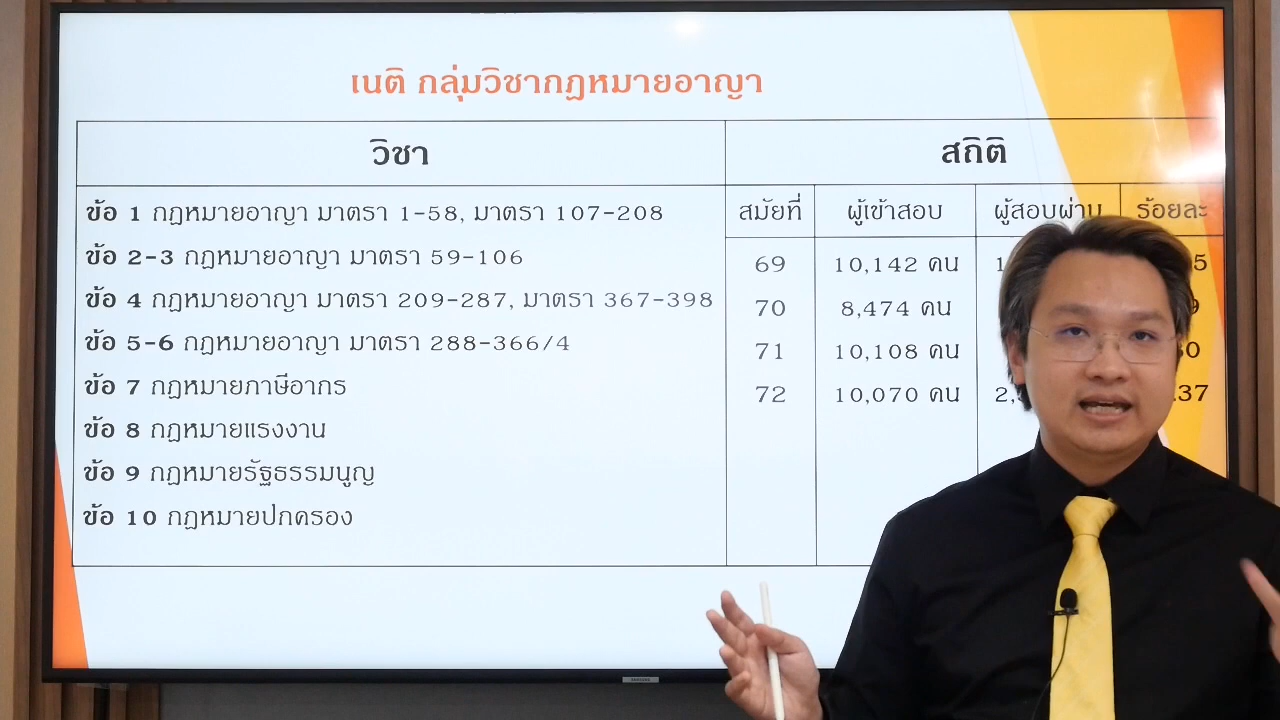 เนติ กลุ่มวิชากฎหมายอาญา
วิชา
สถิติ
ข้อ 1 กฎหมายอาญา มาตรา 1-58, มาตรา 107-208
ข้อ 2-3 กฎหมายอาญา มาตรา 59-106
ข้อ 4 กฎหมายอาญา มาตรา 209-287, มาตรา 367-398
ข้อ 5-6 กฎหมายอาญา มาตรา 288-366/4
ข้อ 7 กฎหมายภาษีอากร
ข้อ 8 กฎหมายแรงงาน
ข้อ 9 กฎหมายรัฐธรรมนูญ
ข้อ 10 กฎหมายปกครอง
สมัยที่ ผู้เข้าสอบ ผู้สอบผ่าน ร้อยละ
69 10,142 คน
70 8,474 คน
71 10,108 คน
72 10,070 คน
SAMSUNG